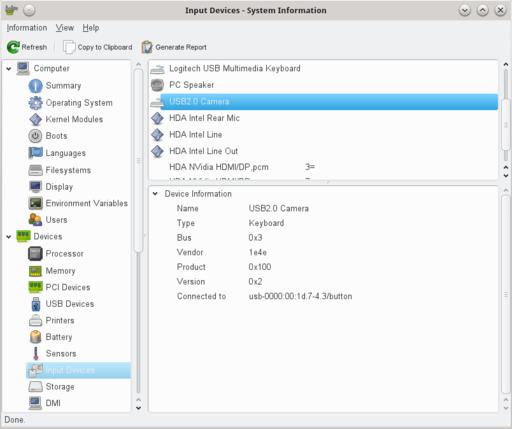 Input Devices - System Information
Information View Help
Refresh Copy to Clipboard Generate Report
Computer
Summary
Operating System
Kernel Modules
Boots
Languages
Filesystems
Display
Environment Variables
Users
Devices
Processor
Memory
PCI Devices
USB Devices
Printers
Battery
Sensors
Input Devices
Storage
DMI
Logitech USB Multimedia Keyboard
PC Speaker
USB2.0 Camera
HDA Intel Rear Mic
HDA Intel Line
HDA Intel Line Out
HDA NVidia HDMI/DP,pcm 3=
Device Information
Name USB2.0 Camera
Type Keyboard
Bus 0x3
Vendor 1e4e
Product 0x100
Version 0x2
Connected to usb-0000:00:1d.7-4.3/button
Done.